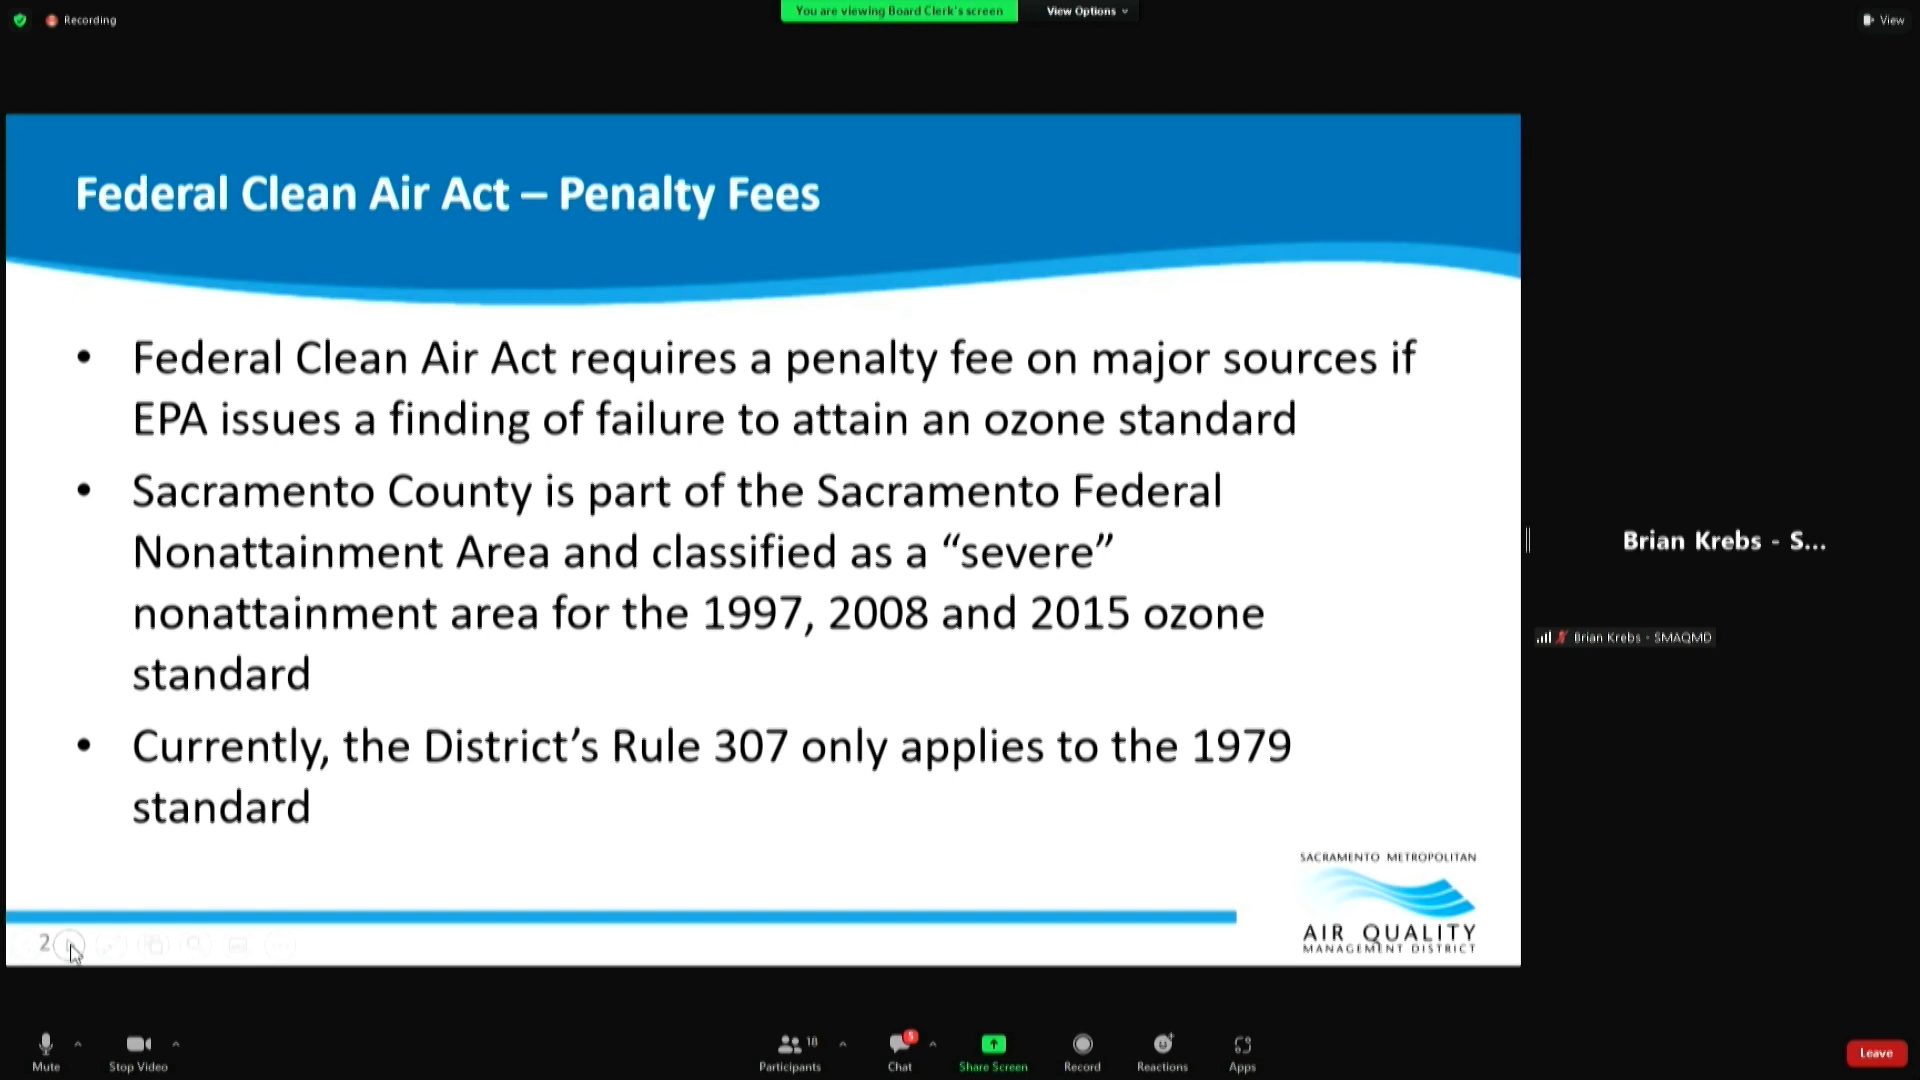 Recording
You are viewing Board Clerk's screen
View Options
View
Federal Clean Air Act – Penalty Fees
• Federal Clean Air Act requires a penalty fee on major sources if
EPA issues a finding of failure to attain an ozone standard
• Sacramento County is part of the Sacramento Federal
Nonattainment Area and classified as a “severe”
nonattainment area for the 1997, 2008 and 2015 ozone
standard
• Currently, the District’s Rule 307 only applies to the 1979
standard
SACRAMENTO METROPOLITAN
AIR QUALITY
MANAGEMENT DISTRICT
2
Brian Krebs - S...
Brian Krebs - SMAQMD
Mute
Stop Video
18
Participants
5
Chat
Share Screen
Record
Reactions
Apps
Leave